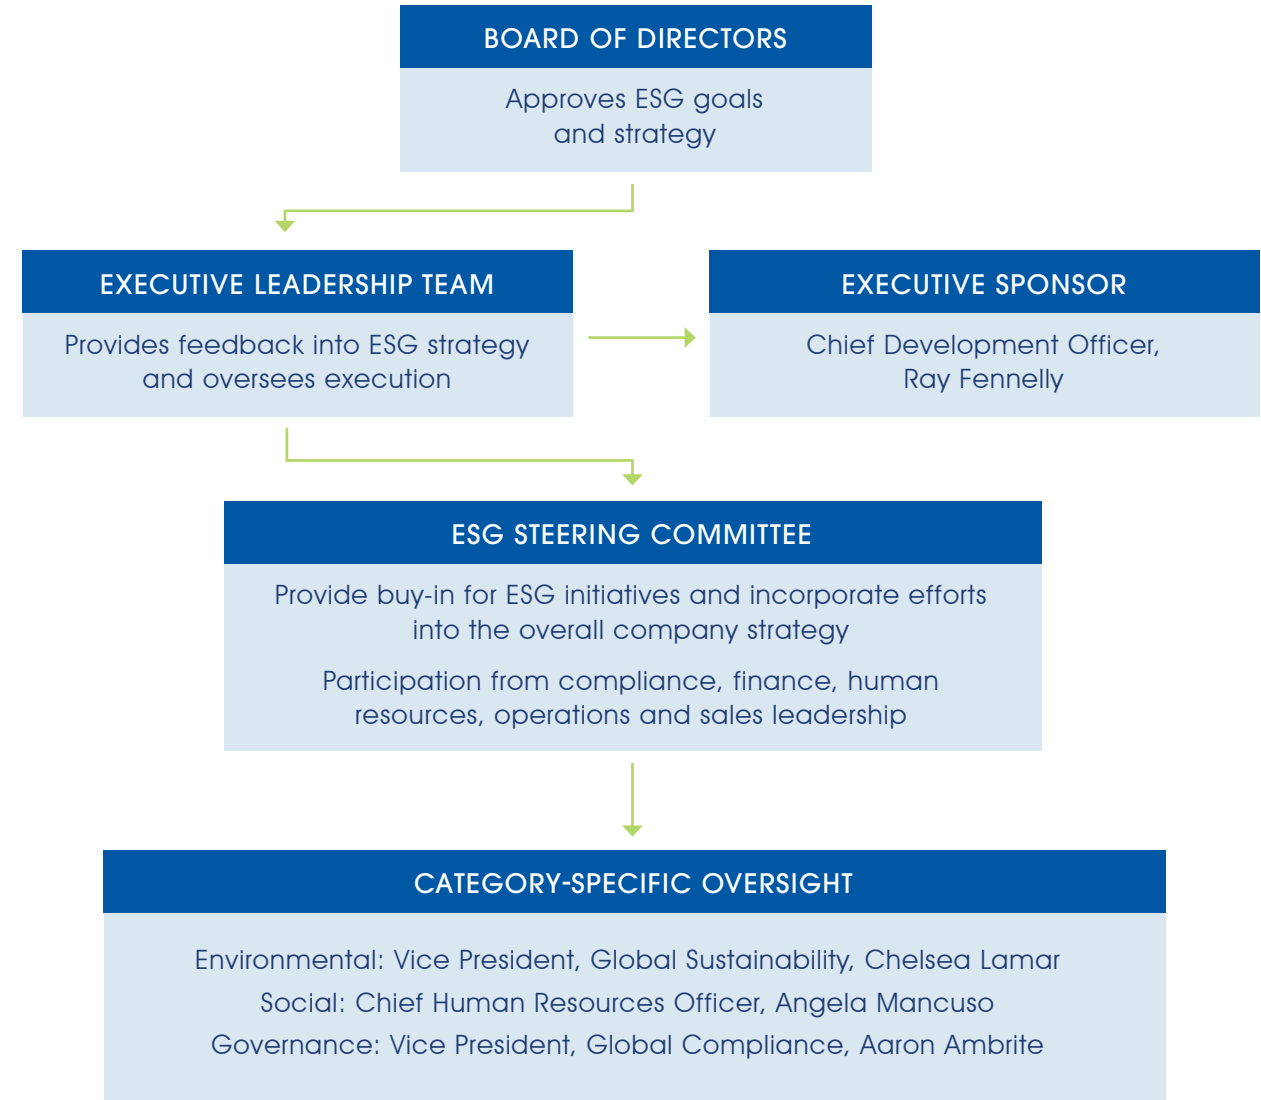 BOARD OF DIRECTORS
Approves ESG goals
and strategy
EXECUTIVE LEADERSHIP TEAM
Provides feedback into ESG strategy
and oversees execution
EXECUTIVE SPONSOR
Chief Development Officer,
Ray Fennelly
ESG STEERING COMMITTEE
Provide buy-in for ESG initiatives and incorporate efforts
into the overall company strategy
Participation from compliance, finance, human
resources, operations and sales leadership
CATEGORY-SPECIFIC OVERSIGHT
Environmental: Vice President, Global Sustainability, Chelsea Lamar
Social: Chief Human Resources Officer, Angela Mancuso
Governance: Vice President, Global Compliance, Aaron Ambrite